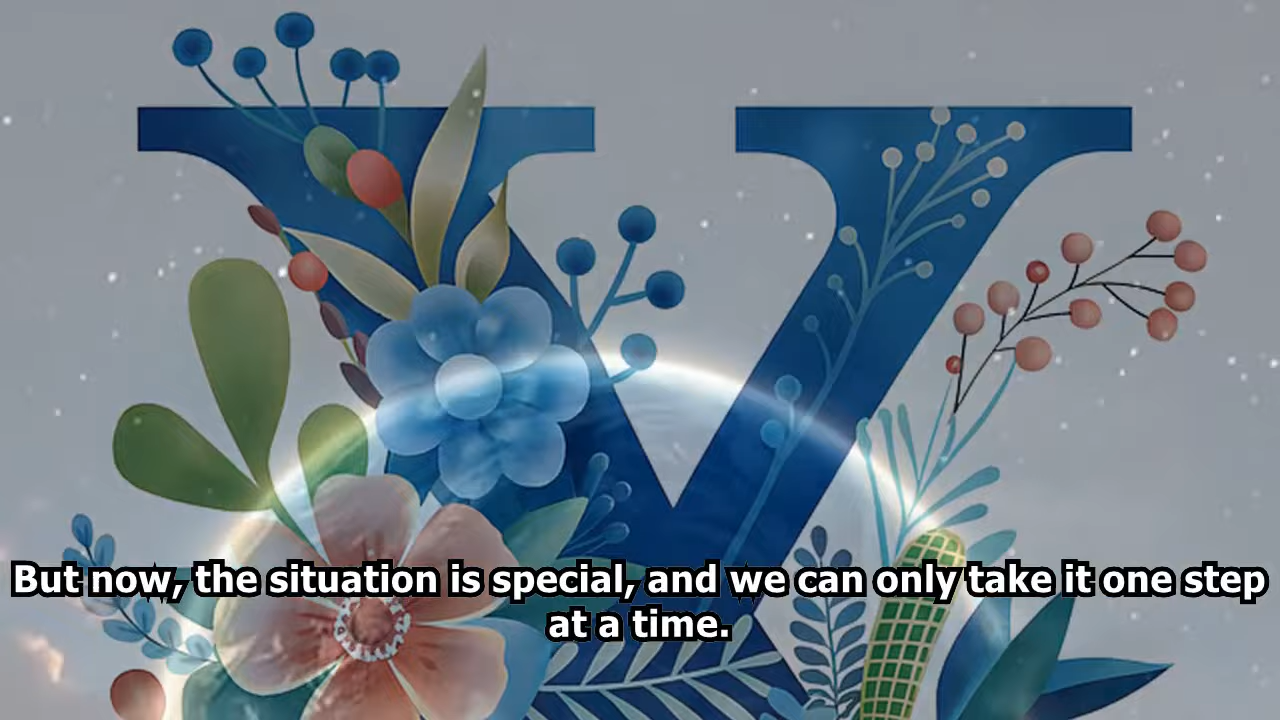 But now, the situation is special, and we can only take it one step
at a time.